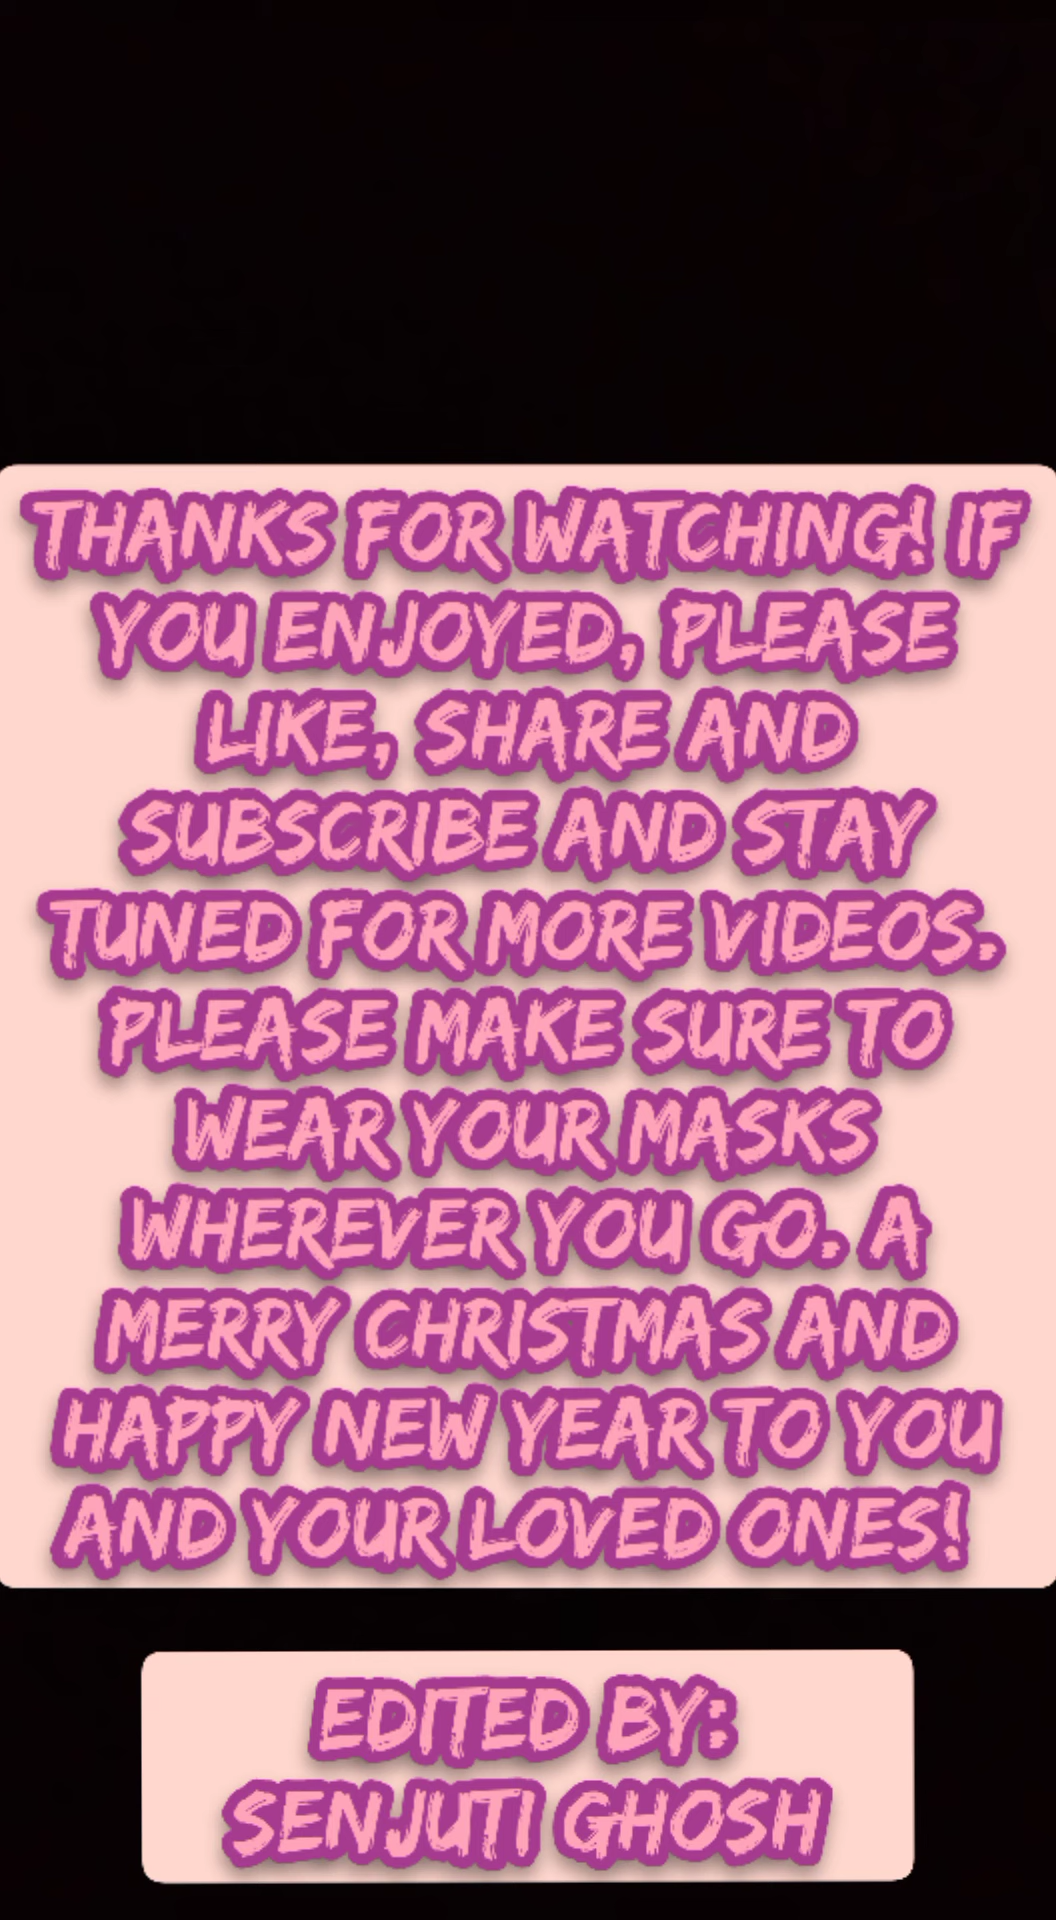 THANKS FOR WATCHING! IF
YOU ENJOYED, PLEASE
LIKE, SHARE AND
SUBSCRIBE AND STAY
TUNED FOR MORE VIDEOS.
PLEASE MAKE SURE TO
WEAR YOUR MASKS
WHEREVER YOU GO. A
MERRY CHRISTMAS AND
HAPPY NEW YEAR TO YOU
AND YOUR LOVED ONES!
EDITED BY:
SENJUTI GHOSH